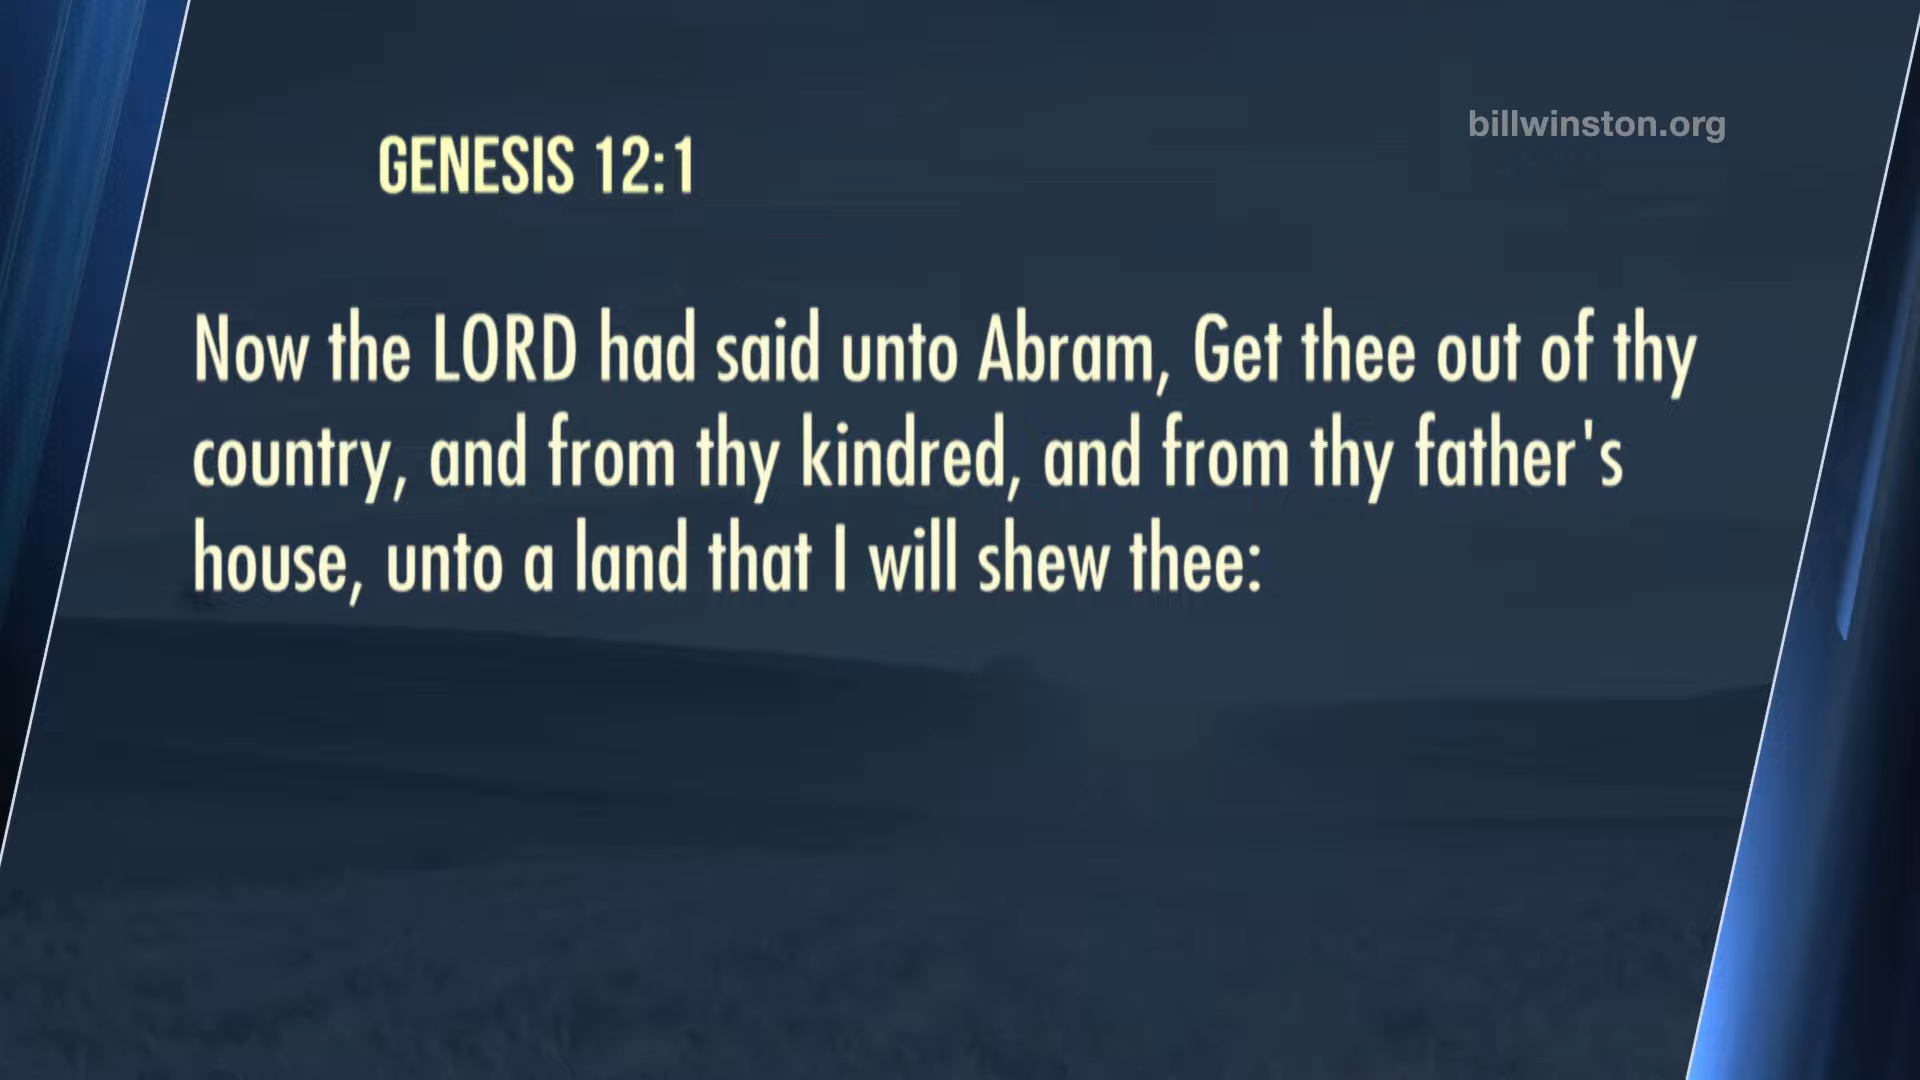 billwinston.org
GENESIS 12:1
Now the LORD had said unto Abram, Get thee out of thy
country, and from thy kindred, and from thy father's
house, unto a land that I will shew thee: